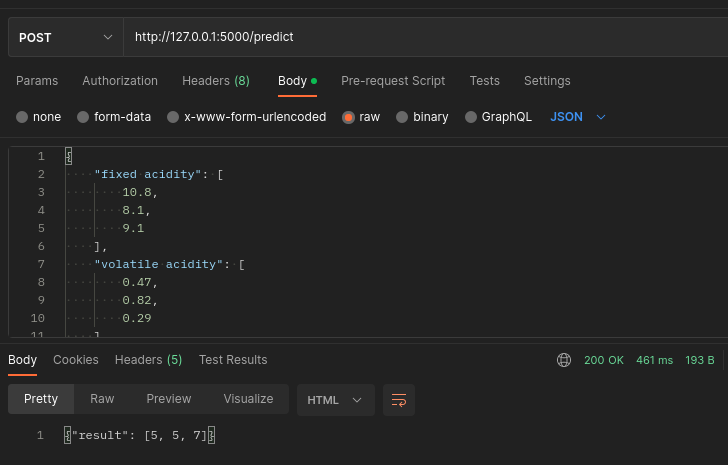 POST http://127.0.0.1:5000/predict
Params Authorization Headers (8) Body Pre-request Script Tests Settings
none form-data x-www-form-urlencoded raw binary GraphQL JSON
1 {
2 "fixed acidity": [
3 10.8,
4 8.1,
5 9.1
6 ],
7 "volatile acidity": [
8 0.47,
9 0.82,
10 0.29
11 ]
Body Cookies Headers (5) Test Results 200 OK 461 ms 193 B
Pretty Raw Preview Visualize HTML
1 {"result": [5, 5, 7]}